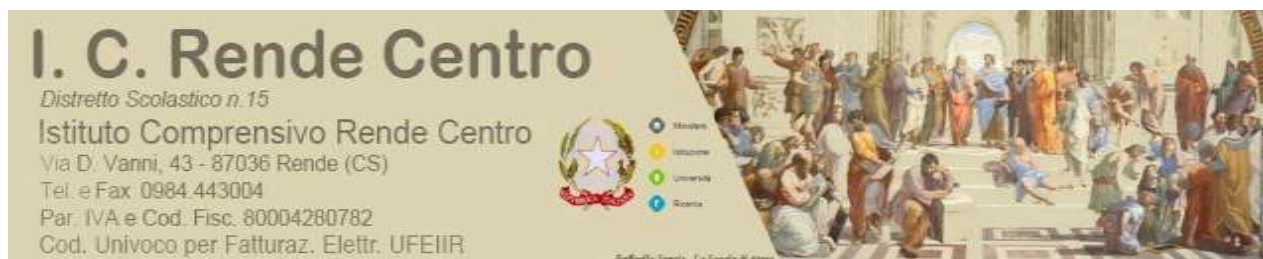 I. C. Rende Centro
Distretto Scolastico n.15
Istituto Comprensivo Rende Centro
Via D. Vanni, 43 - 87036 Rende (CS)
Tel. e Fax 0984 443004
Par. IVA e Cod. Fisc. 80004280782
Cod. Univoco per Fatturaz. Elettr. UFEIIR
Ministero
Istruzione
Università
Ricerca